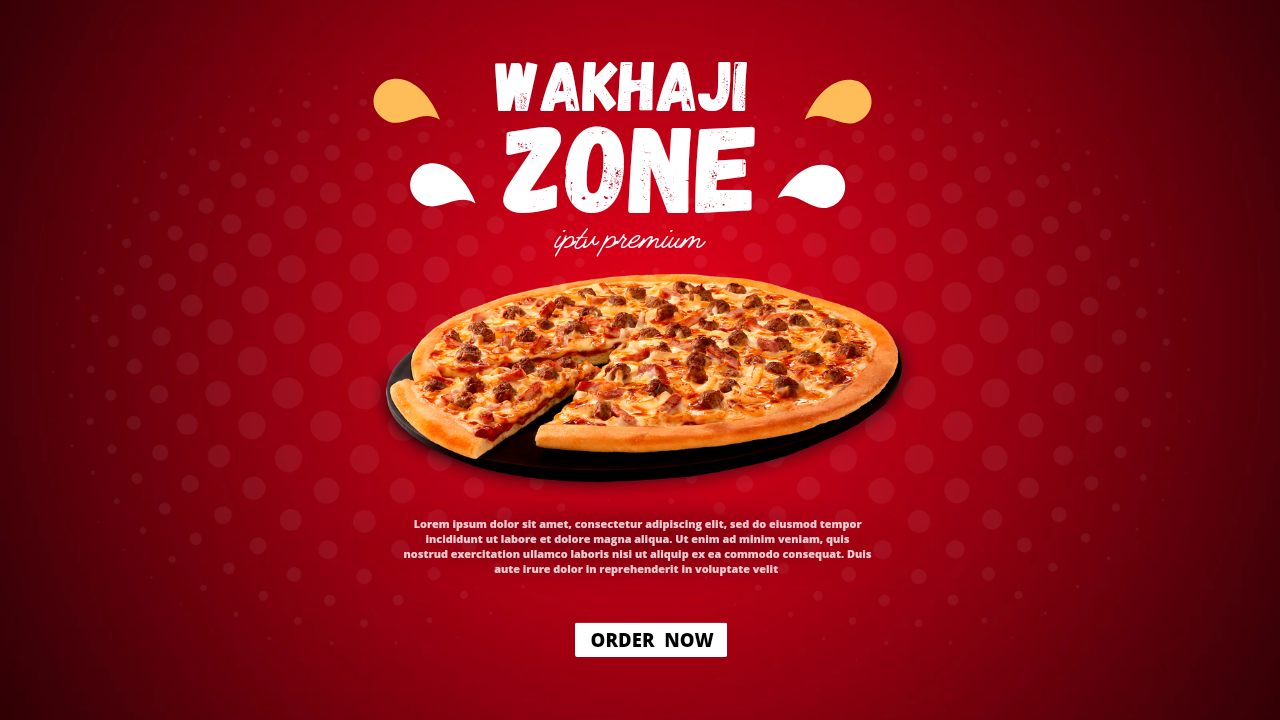 WAKHAJI
ZONE
iptv premium
Lorem ipsum dolor sit amet, consectetur adipiscing elit, sed do eiusmod tempor
incididunt ut labore et dolore magna aliqua. Ut enim ad minim veniam, quis
nostrud exercitation ullamco laboris nisi ut aliquip ex ea commodo consequat. Duis
aute irure dolor in reprehenderit in voluptate velit
ORDER NOW